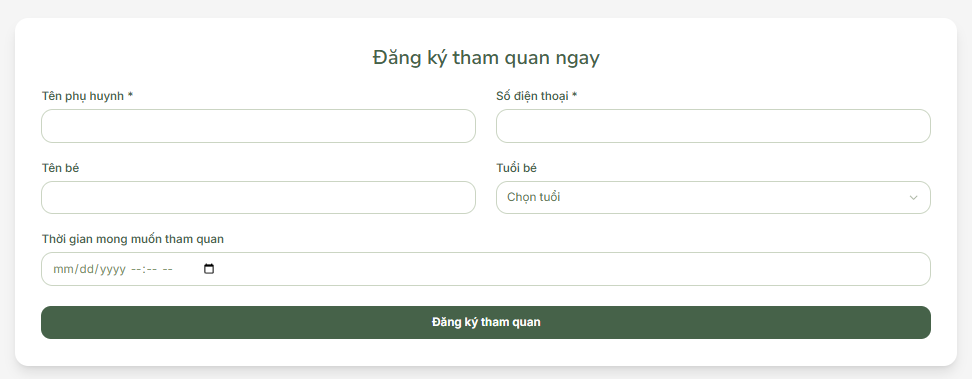 Đăng ký tham quan ngay
Tên phụ huynh *
Số điện thoại *
Tên bé
Tuổi bé
Chọn tuổi
Thời gian mong muốn tham quan
mm/dd/yyyy --:-- --
Đăng ký tham quan